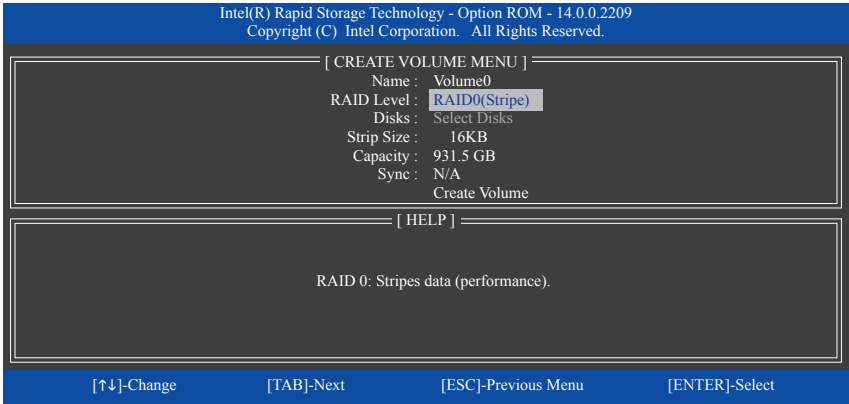 Intel(R) Rapid Storage Technology - Option ROM - 14.0.0.2209
Copyright (C) Intel Corporation. All Rights Reserved.
[ CREATE VOLUME MENU ]
Name : Volume0
RAID Level : RAID0(Stripe)
Disks : Select Disks
Strip Size : 16KB
Capacity : 931.5 GB
Sync : N/A
Create Volume
[ HELP ]
RAID 0: Stripes data (performance).
[↑↓]-Change [TAB]-Next [ESC]-Previous Menu [ENTER]-Select